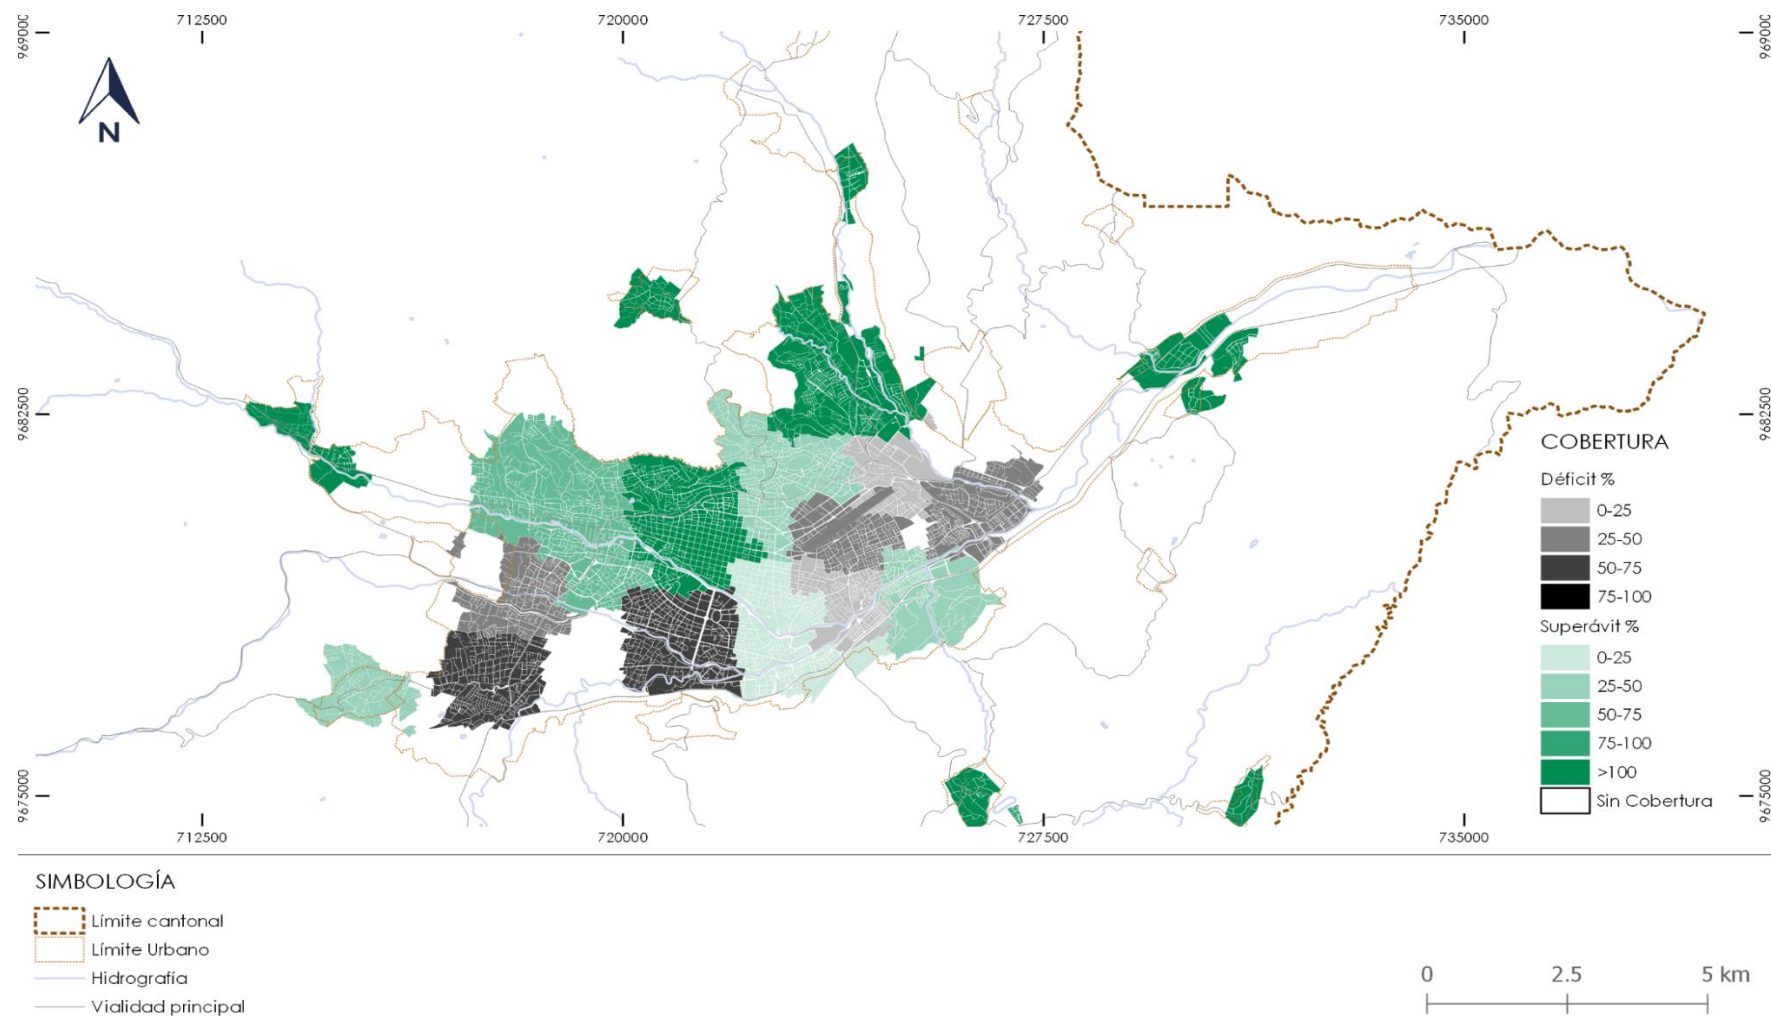 712500 720000 727500 735000
N
9682500 9682500
COBERTURA
Déficit %
0-25
25-50
50-75
75-100
Superávit %
0-25
25-50
50-75
75-100
>100
Sin Cobertura
9675000 9675000
712500 720000 727500 735000
SIMBOLOGÍA
Límite cantonal
Límite Urbano
Hidrografía
Vialidad principal
0 2.5 5 km